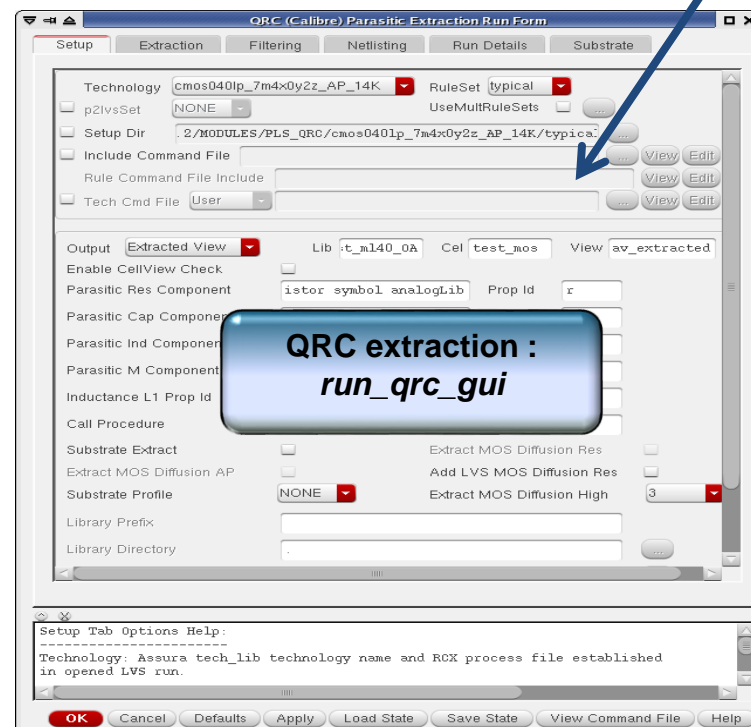 QRC (Calibre) Parasitic Extraction Run Form
Setup Extraction Filtering Netlisting Run Details Substrate
Technology cmos040lp_7m4x0y2z_AP_14K RuleSet typical
p2lvsSet NONE UseMultRuleSets ...
Setup Dir .2/MODULES/PLS_QRC/cmos040lp_7m4x0y2z_AP_14K/typical ...
Include Command File ... View Edit
Rule Command File Include View Edit
Tech Cmd File User ... View Edit
Output Extracted View Lib :t_ml40_0A Cel test_mos View av_extracted
Enable CellView Check
Parasitic Res Component istor symbol analogLib Prop Id r
Parasitic Cap Componen
Parasitic Ind Componen
Parasitic M Component
Inductance L1 Prop Id
Call Procedure
QRC extraction :
run_qrc_gui
Substrate Extract Extract MOS Diffusion Res
Extract MOS Diffusion AP Add LVS MOS Diffusion Res
Substrate Profile NONE Extract MOS Diffusion High 3
Library Prefix
Library Directory . ...
Setup Tab Options Help:
------------------------
Technology: Assura tech_lib technology name and RCX process file established
in opened LVS run.
OK Cancel Defaults Apply Load State Save State View Command File Help